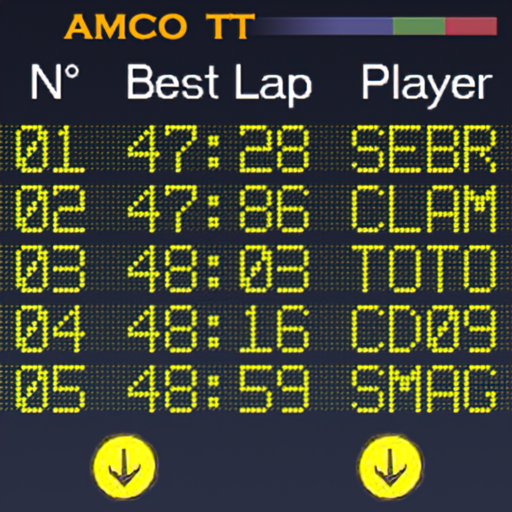 AMCO TT
N° Best Lap Player
01 47:28 SEBR
02 47:86 CLAM
03 48:03 TOTO
04 48:16 CD09
05 48:59 SMAG